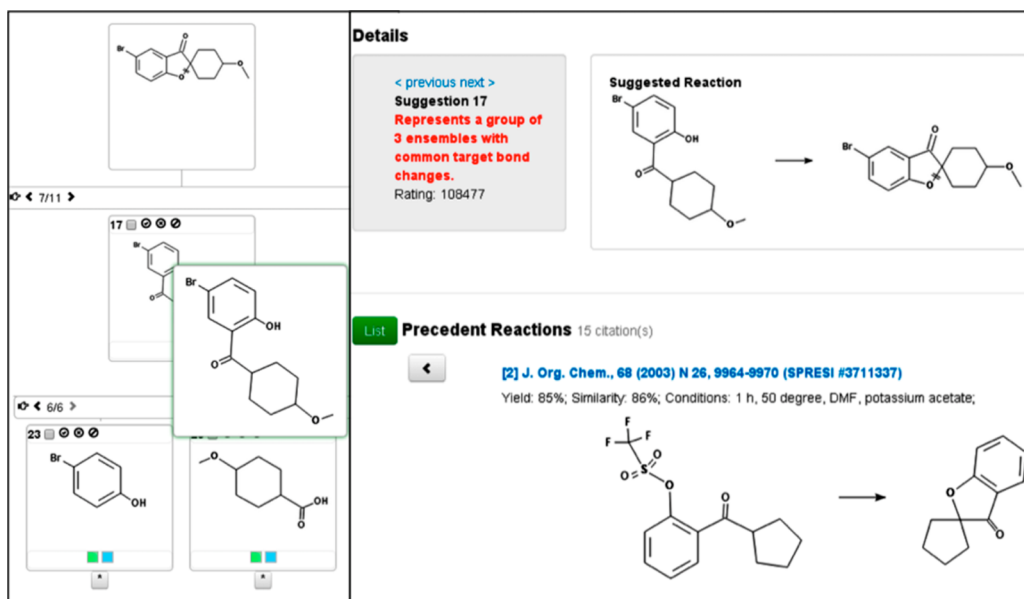 Br
O
O
O
7/11
17
Br
O
6/6
Br
OH
O
O
23
Br
OH
O
OH
O
Details
< previous next >
Suggestion 17
Represents a group of
3 ensembles with
common target bond
changes.
Rating: 108477
Suggested Reaction
Br
OH
O
O
Br
O
O
O
List Precedent Reactions 15 citation(s)
[2] J. Org. Chem., 68 (2003) N 26, 9964-9970 (SPRESI #3711337)
Yield: 85%; Similarity: 86%; Conditions: 1 h, 50 degree, DMF, potassium acetate;
F
F F
O
O S
O
O
O
O